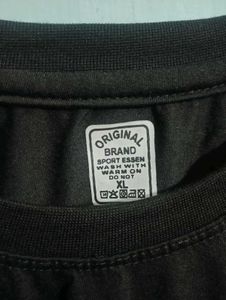 ORIGINAL
BRAND
SPORT ESSEN
WASH WITH
WARM ON
DO NOT
XL